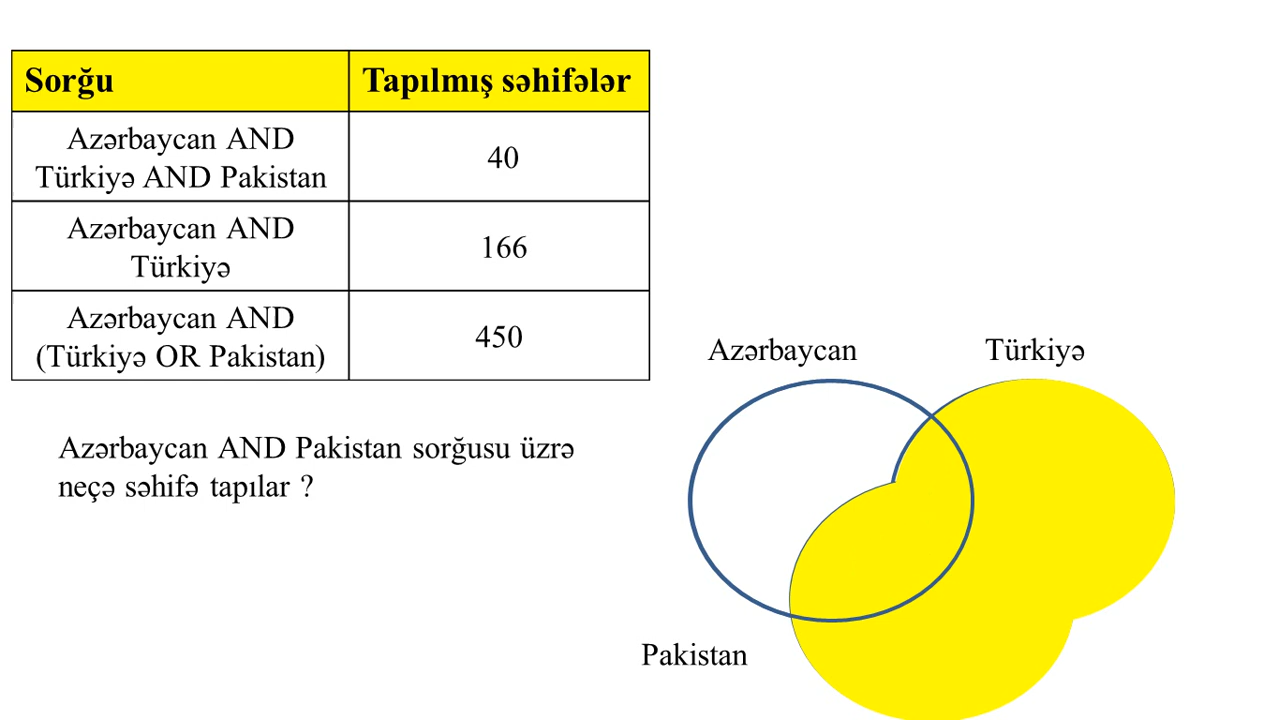 Sorğu
Tapılmış səhifələr
Azərbaycan AND
Türkiyə AND Pakistan
40
Azərbaycan AND
Türkiyə
166
Azərbaycan AND
(Türkiyə OR Pakistan)
450
Azərbaycan AND Pakistan sorğusu üzrə
neçə səhifə tapılar ?
Azərbaycan
Türkiyə
Pakistan